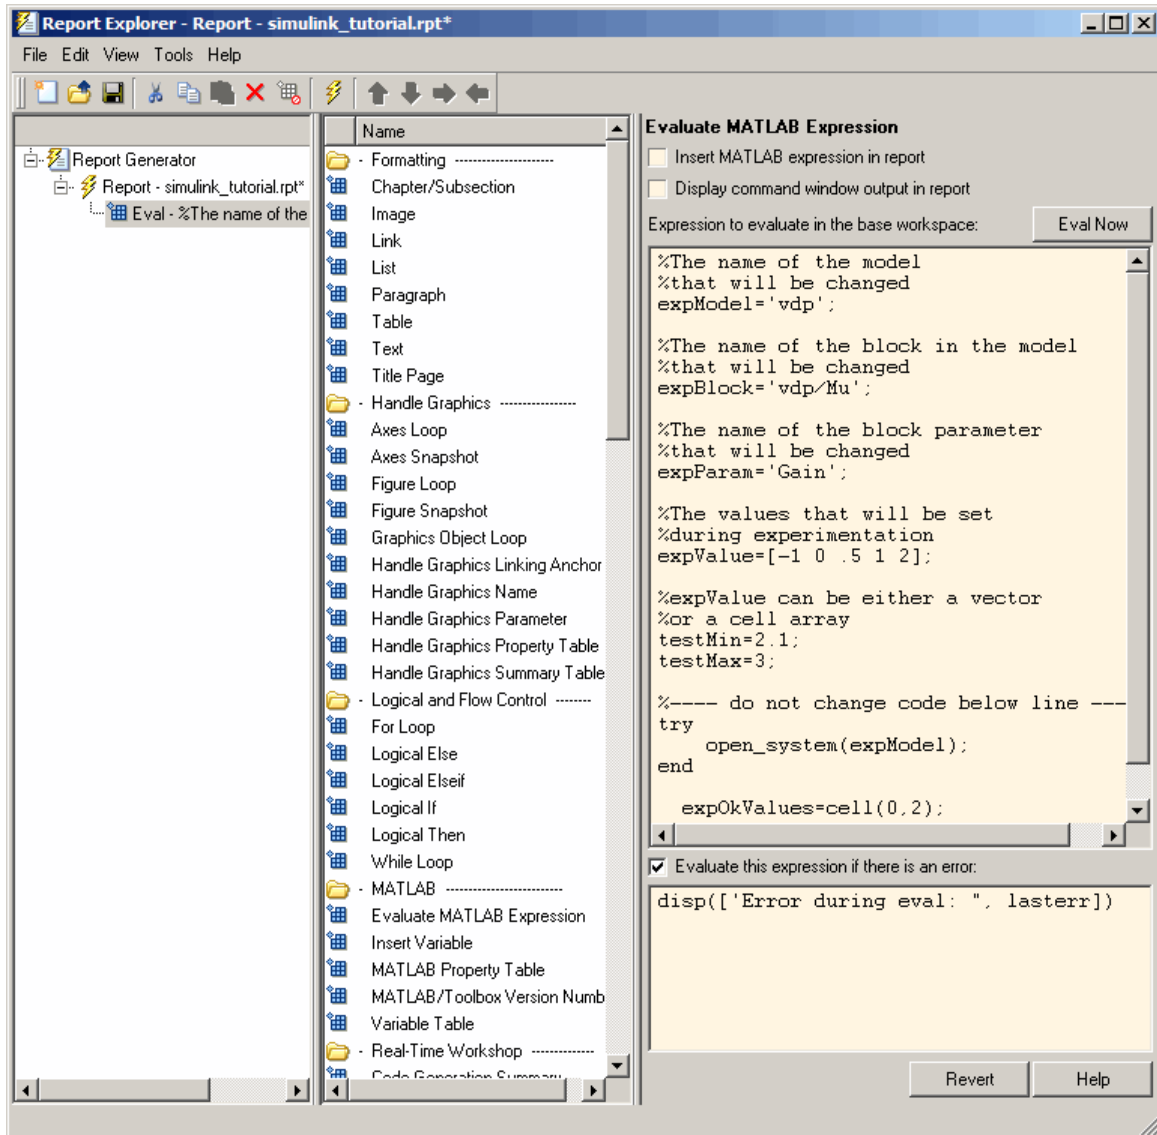 Report Explorer - Report - simulink_tutorial.rpt*
File Edit View Tools Help
Report Generator
Report - simulink_tutorial.rpt*
Eval - %The name of the
Name
- Formatting ---------------------
Chapter/Subsection
Image
Link
List
Paragraph
Table
Text
Title Page
- Handle Graphics ----------------
Axes Loop
Axes Snapshot
Figure Loop
Figure Snapshot
Graphics Object Loop
Handle Graphics Linking Anchor
Handle Graphics Name
Handle Graphics Parameter
Handle Graphics Property Table
Handle Graphics Summary Table
- Logical and Flow Control --------
For Loop
Logical Else
Logical Elseif
Logical If
Logical Then
While Loop
- MATLAB -------------------------
Evaluate MATLAB Expression
Insert Variable
MATLAB Property Table
MATLAB/Toolbox Version Numb
Variable Table
- Real-Time Workshop -------------
Code Generation Summary
Evaluate MATLAB Expression
Insert MATLAB expression in report
Display command window output in report
Expression to evaluate in the base workspace:
Eval Now
%The name of the model
%that will be changed
expModel='vdp';
%The name of the block in the model
%that will be changed
expBlock='vdp/Mu';
%The name of the block parameter
%that will be changed
expParam='Gain';
%The values that will be set
%during experimentation
expValue=[-1 0 .5 1 2];
%expValue can be either a vector
%or a cell array
testMin=2.1;
testMax=3;
%---- do not change code below line ---
try
open_system(expModel);
end
expOkValues=cell(0,2);
Evaluate this expression if there is an error:
disp(['Error during eval: ", lasterr])
Revert
Help